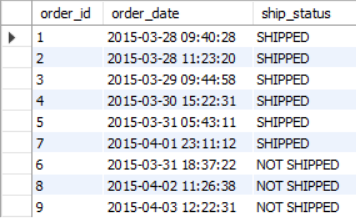 order_id order_date ship_status
1 2015-03-28 09:40:28 SHIPPED
2 2015-03-28 11:23:20 SHIPPED
3 2015-03-29 09:44:58 SHIPPED
4 2015-03-30 15:22:31 SHIPPED
5 2015-03-31 05:43:11 SHIPPED
7 2015-04-01 23:11:12 SHIPPED
6 2015-03-31 18:37:22 NOT SHIPPED
8 2015-04-02 11:26:38 NOT SHIPPED
9 2015-04-03 12:22:31 NOT SHIPPED